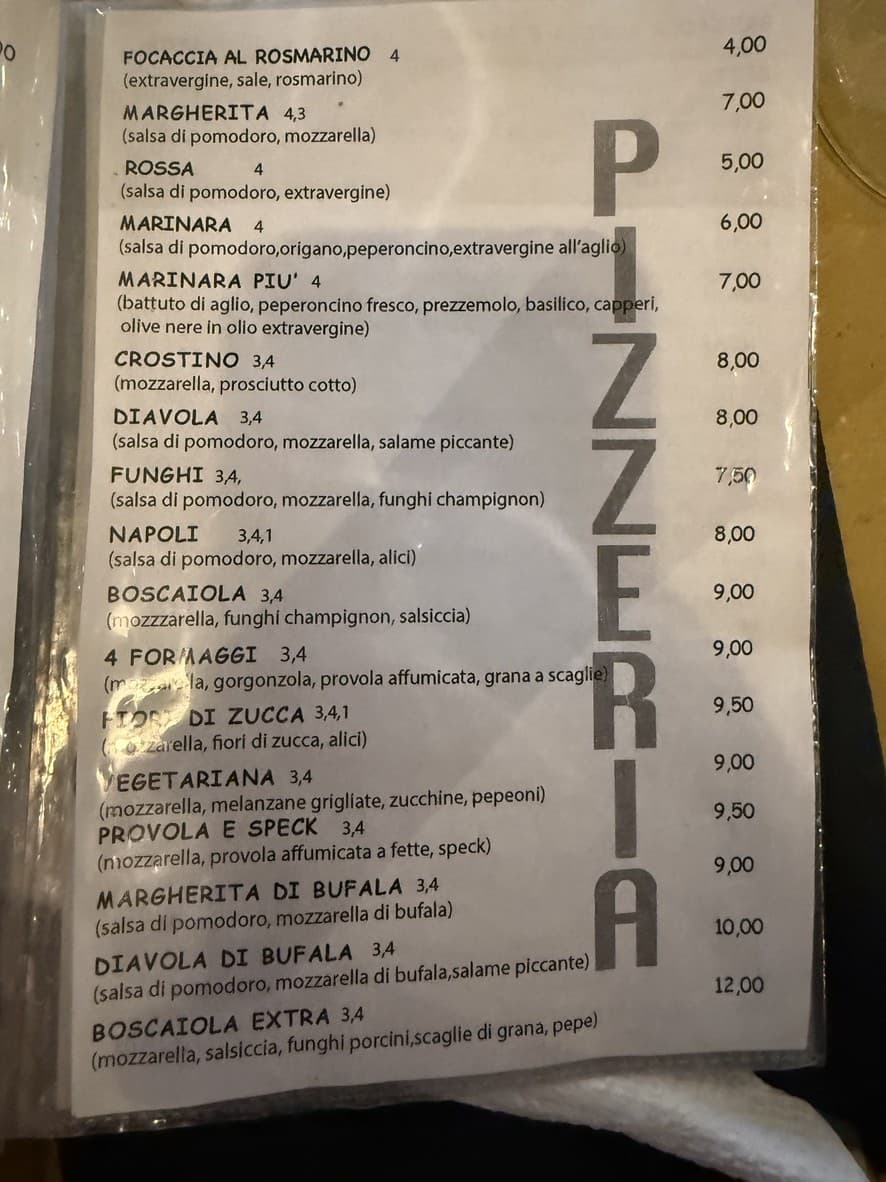 FOCACCIA AL ROSMARINO 4 4,00
(extravergine, sale, rosmarino)
MARGHERITA 4,3 7,00
(salsa di pomodoro, mozzarella)
ROSSA 4 5,00
(salsa di pomodoro, extravergine)
MARINARA 4 6,00
(salsa di pomodoro,origano,peperoncino,extravergine all'aglio)
MARINARA PIU' 4 7,00
(battuto di aglio, peperoncino fresco, prezzemolo, basilico, capperi,
olive nere in olio extravergine)
CROSTINO 3,4 8,00
(mozzarella, prosciutto cotto)
DIAVOLA 3,4 8,00
(salsa di pomodoro, mozzarella, salame piccante)
FUNGHI 3,4, 7,50
(salsa di pomodoro, mozzarella, funghi champignon)
NAPOLI 3,4,1 8,00
(salsa di pomodoro, mozzarella, alici)
BOSCAIOLA 3,4 9,00
(mozzzarella, funghi champignon, salsiccia)
4 FORMAGGI 3,4 9,00
(mozzarella, gorgonzola, provola affumicata, grana a scaglie)
FIORI DI ZUCCA 3,4,1 9,50
(mozzarella, fiori di zucca, alici)
VEGETARIANA 3,4 9,00
(mozzarella, melanzane grigliate, zucchine, pepeoni)
PROVOLA E SPECK 3,4 9,50
(mozzarella, provola affumicata a fette, speck)
MARGHERITA DI BUFALA 3,4 9,00
(salsa di pomodoro, mozzarella di bufala)
DIAVOLA DI BUFALA 3,4 10,00
(salsa di pomodoro, mozzarella di bufala,salame piccante)
BOSCAIOLA EXTRA 3,4 12,00
(mozzarella, salsiccia, funghi porcini,scaglie di grana, pepe)
PIZZERIA